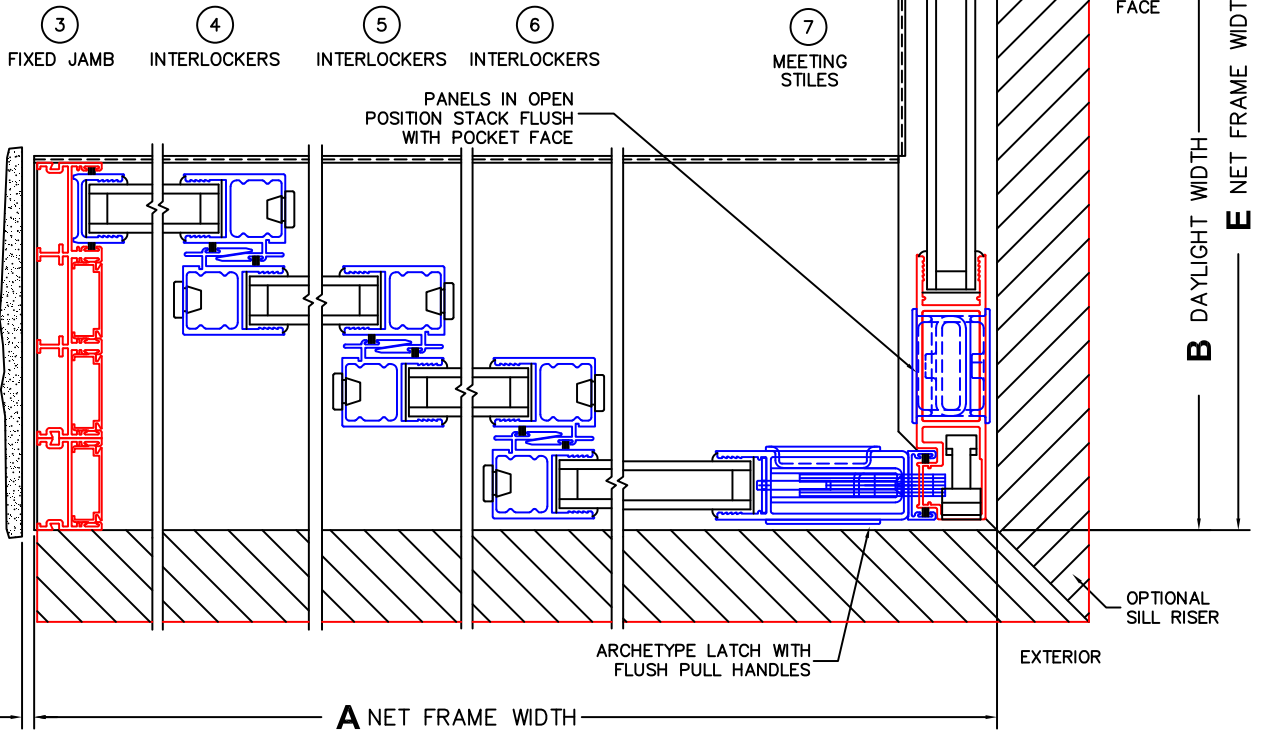 3
FIXED JAMB
4
INTERLOCKERS
5
INTERLOCKERS
6
INTERLOCKERS
7
MEETING
STILES
FACE
PANELS IN OPEN
POSITION STACK FLUSH
WITH POCKET FACE
B DAYLIGHT WIDTH
E NET FRAME WIDT
OPTIONAL
SILL RISER
ARCHETYPE LATCH WITH
FLUSH PULL HANDLES
EXTERIOR
A NET FRAME WIDTH